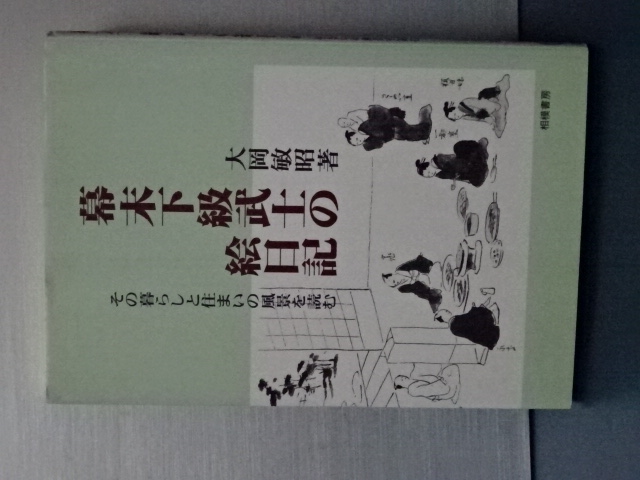 大岡敏昭著
幕末下級武士の
絵日記
その暮らしと住まいの風景を読む
相模書房